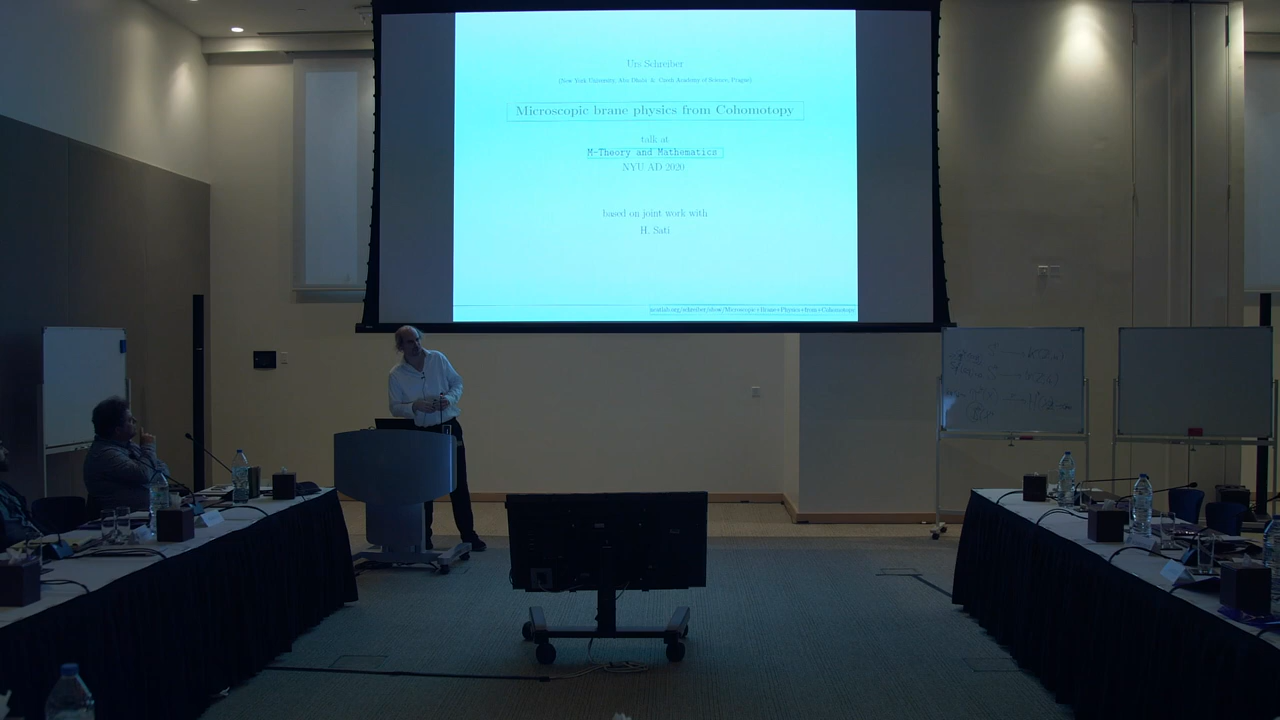 Urs Schreiber
(New York University, Abu Dhabi & Czech Academy of Science, Prague)
Microscopic brane physics from Cohomotopy
talk at
M-Theory and Mathematics
NYU AD 2020
based on joint work with
H. Sati
ncatlab.org/schreiber/show/Microscopic+Brane+Physics+from+Cohomotopy